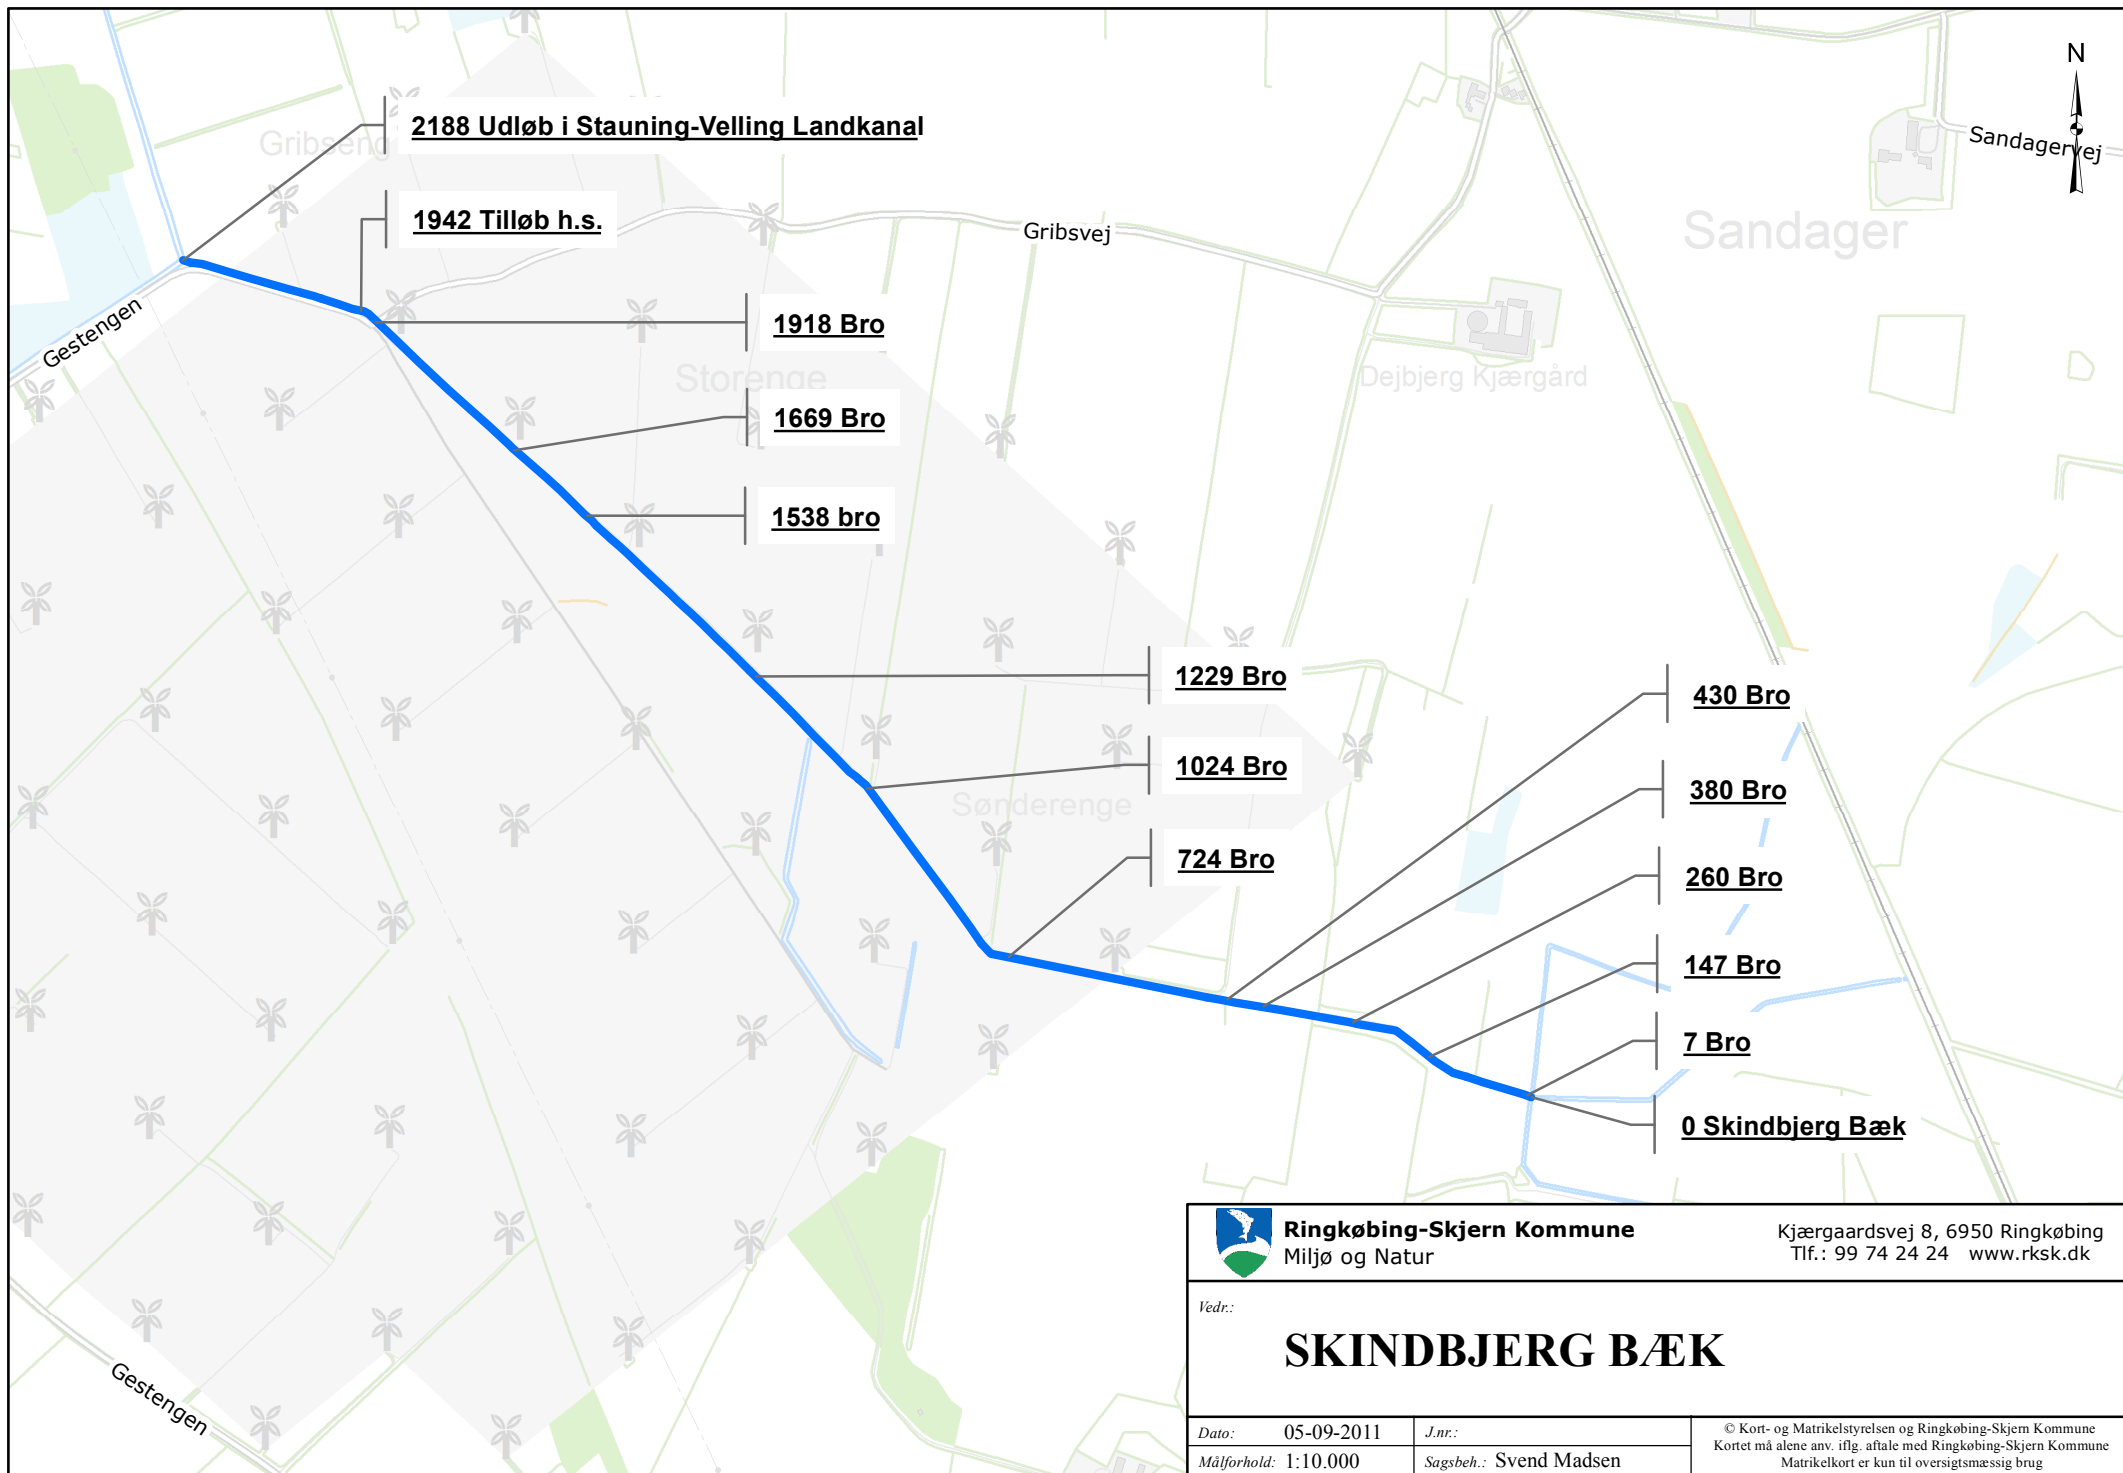 N
2188 Udløb i Stauning-Velling Landkanal
Gribseng
Sandagervej
1942 Tilløb h.s.
Gribsvej
Sandager
Gestengen
1918 Bro
Storenge
Dejbjerg Kjærgård
1669 Bro
1538 bro
1229 Bro
430 Bro
1024 Bro
380 Bro
Sønderenge
724 Bro
260 Bro
147 Bro
7 Bro
0 Skindbjerg Bæk
Gestengen
Ringkøbing-Skjern Kommune
Miljø og Natur
Kjærgaardsvej 8, 6950 Ringkøbing
Tlf.: 99 74 24 24 www.rksk.dk
Vedr.:
SKINDBJERG BÆK
Dato: 05-09-2011
J.nr.:
Målforhold: 1:10.000
Sagsbeh.: Svend Madsen
© Kort- og Matrikelstyrelsen og Ringkøbing-Skjern Kommune
Kortet må alene anv. iflg. aftale med Ringkøbing-Skjern Kommune
Matrikelkort er kun til oversigtsmæssig brug